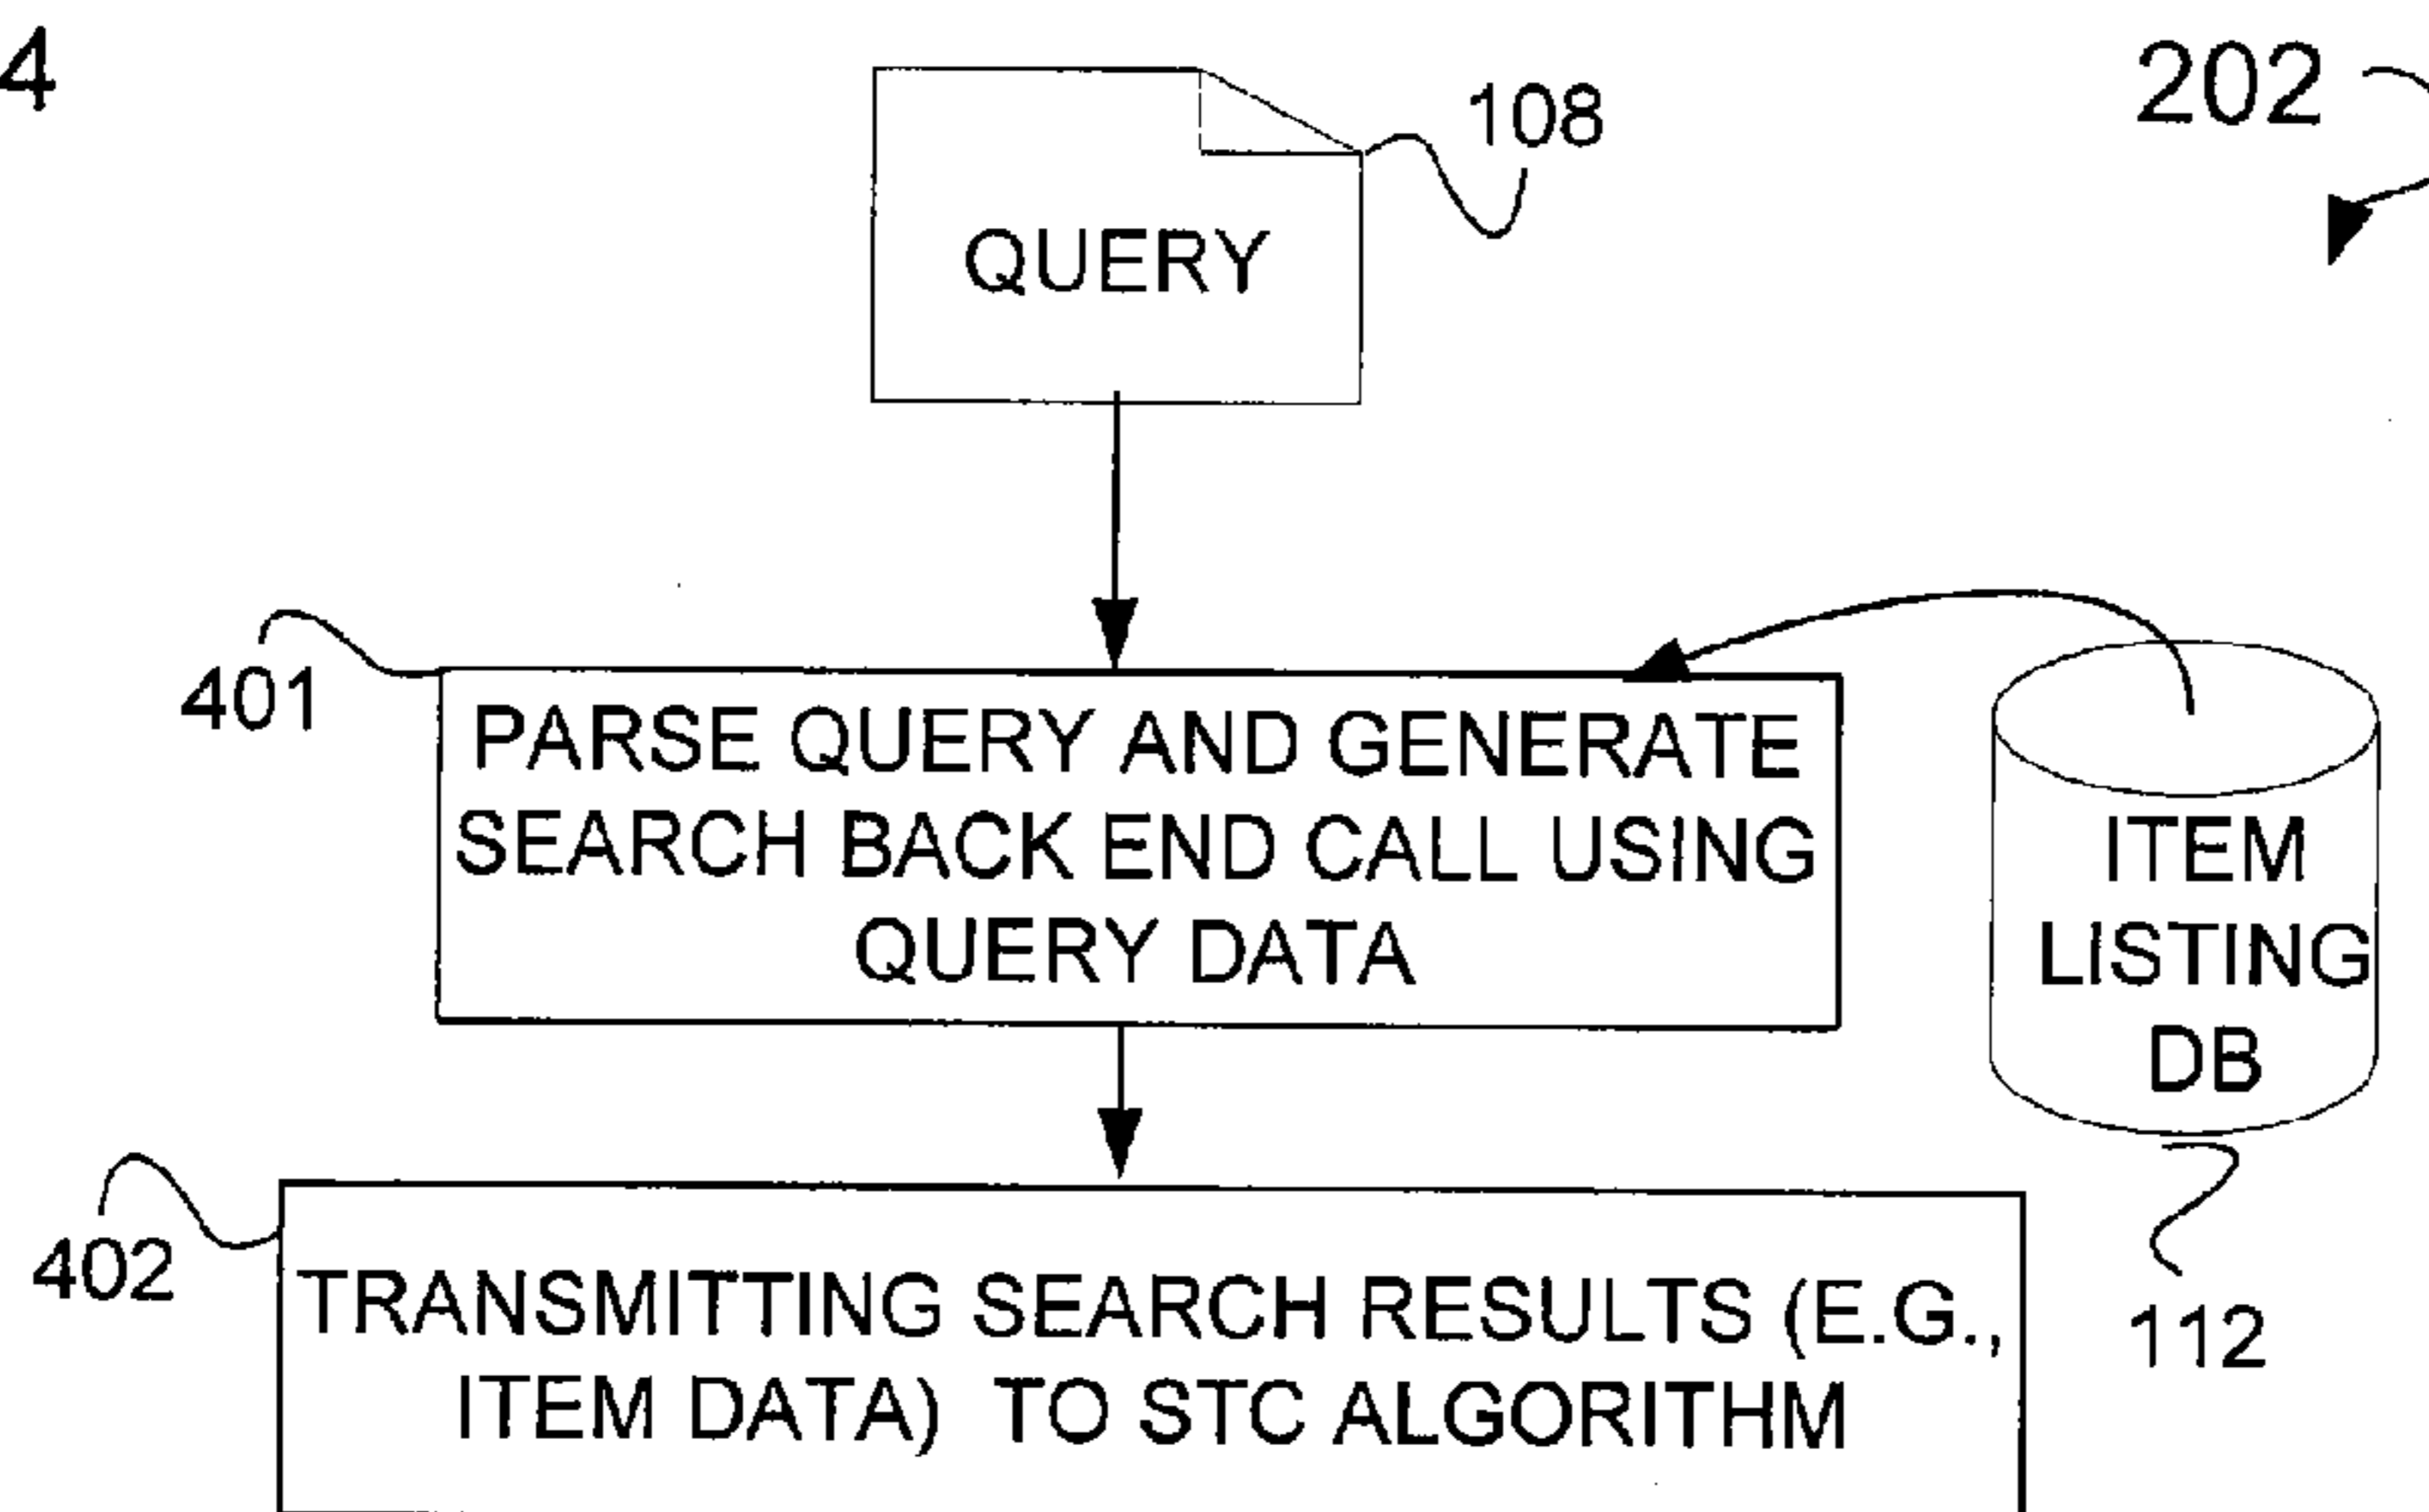 4
202
108
QUERY
401
PARSE QUERY AND GENERATE
SEARCH BACK END CALL USING
QUERY DATA
ITEM
LISTING
DB
402
TRANSMITTING SEARCH RESULTS (E.G.,
ITEM DATA) TO STC ALGORITHM
112